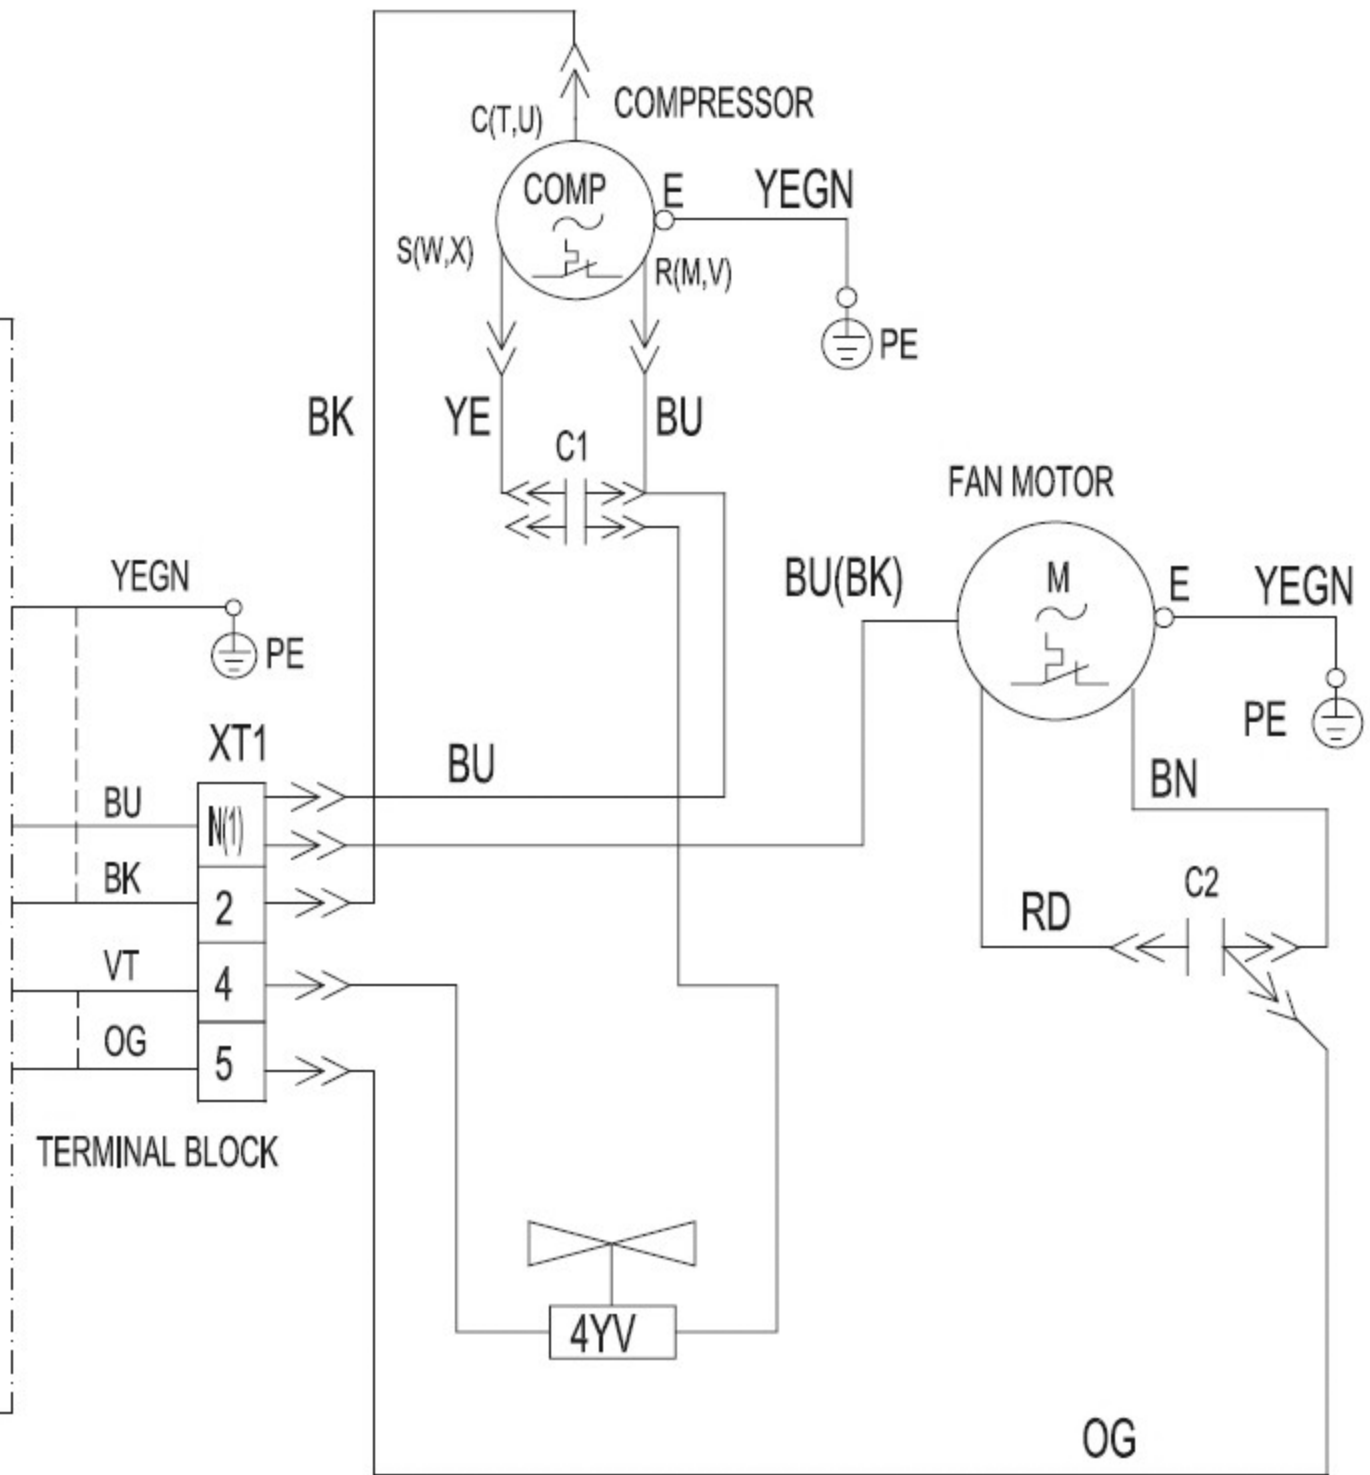 COMPRESSOR
C(T,U)
COMP
E
YEGN
S(W,X)
R(M,V)
PE
BK
YE
BU
C1
FAN MOTOR
YEGN
BU(BK)
M
E
YEGN
PE
PE
XT1
BU
BN
BU
N(1)
BK
2
C2
RD
VT
4
OG
5
TERMINAL BLOCK
4YV
OG